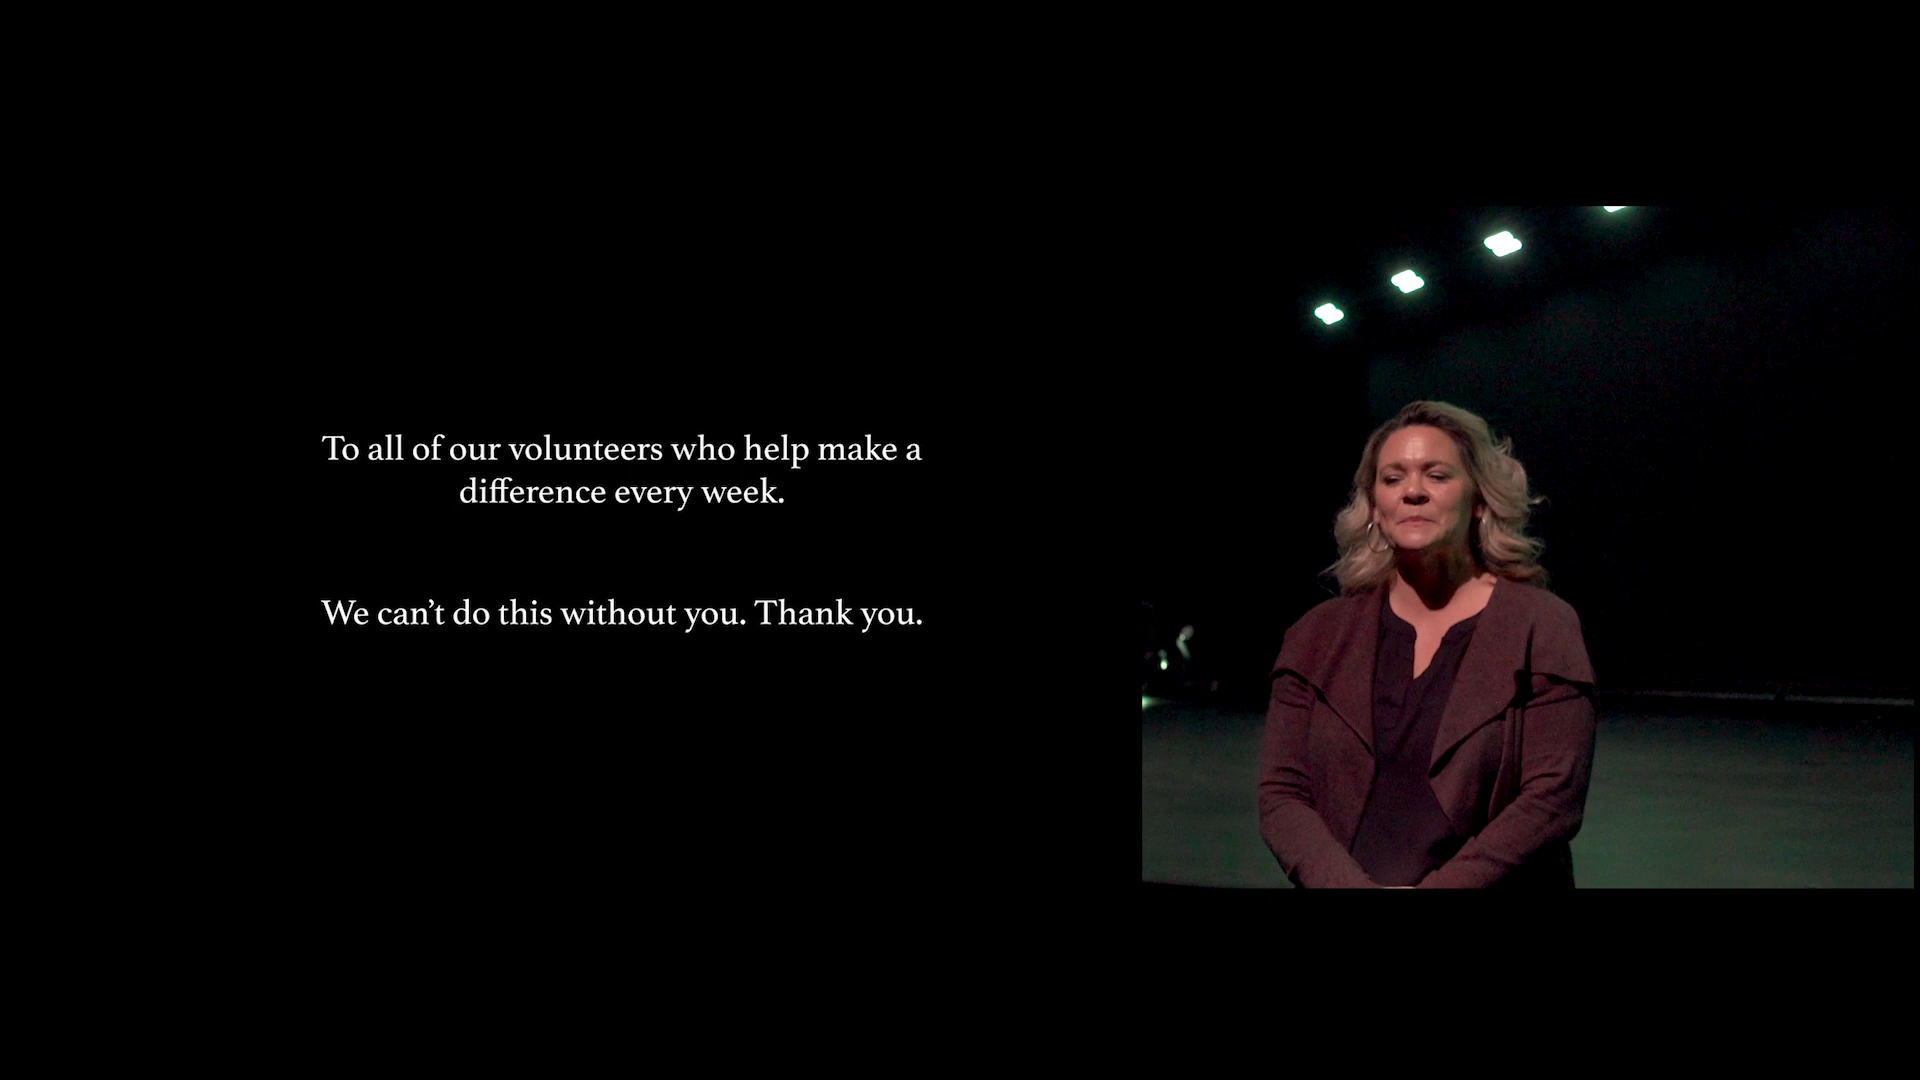 To all of our volunteers who help make a
difference every week.
We can’t do this without you. Thank you.